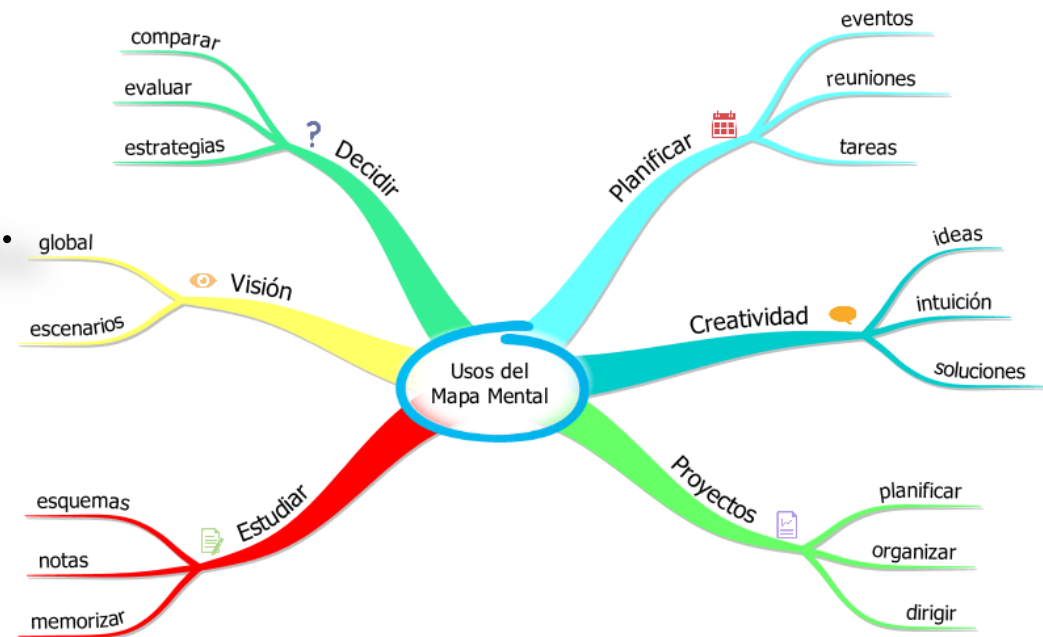 Usos del
Mapa Mental
Planificar
eventos
reuniones
tareas
Creatividad
ideas
intuición
soluciones
Proyectos
planificar
organizar
dirigir
Estudiar
esquemas
notas
memorizar
Visión
global
escenarios
Decidir
comparar
evaluar
estrategias
?